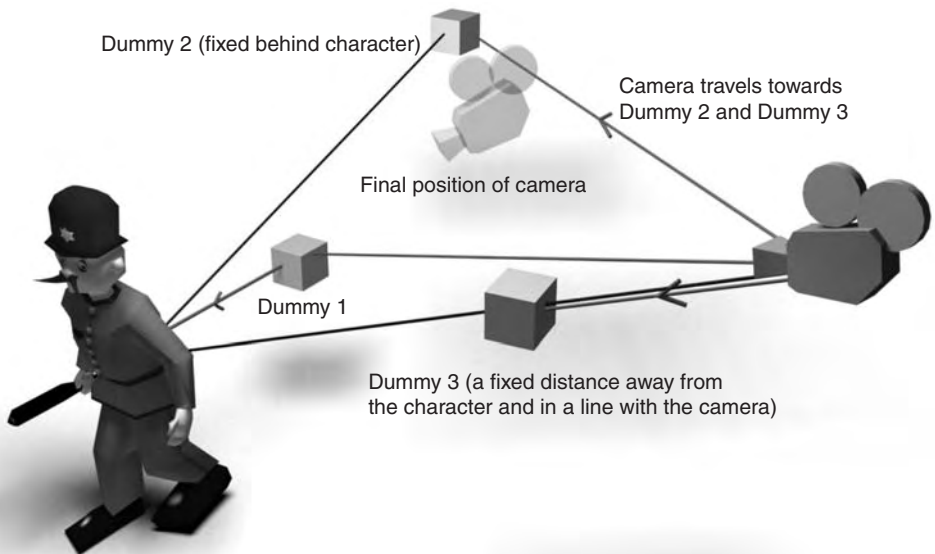 Dummy 2 (fixed behind character)
Camera travels towards
Dummy 2 and Dummy 3
Final position of camera
Dummy 1
Dummy 3 (a fixed distance away from
the character and in a line with the camera)